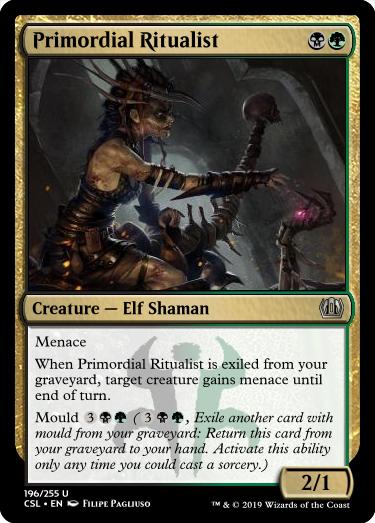 Primordial Ritualist
Creature — Elf Shaman
Menace
When Primordial Ritualist is exiled from your
graveyard, target creature gains menace until
end of turn.
Mould 3 ( 3 , Exile another card with
mould from your graveyard: Return this card from
your graveyard to your hand. Activate this ability
only any time you could cast a sorcery.)
2/1
196/255 U
CSL • EN Filipe Pagliuso
™ & © 2019 Wizards of the Coast